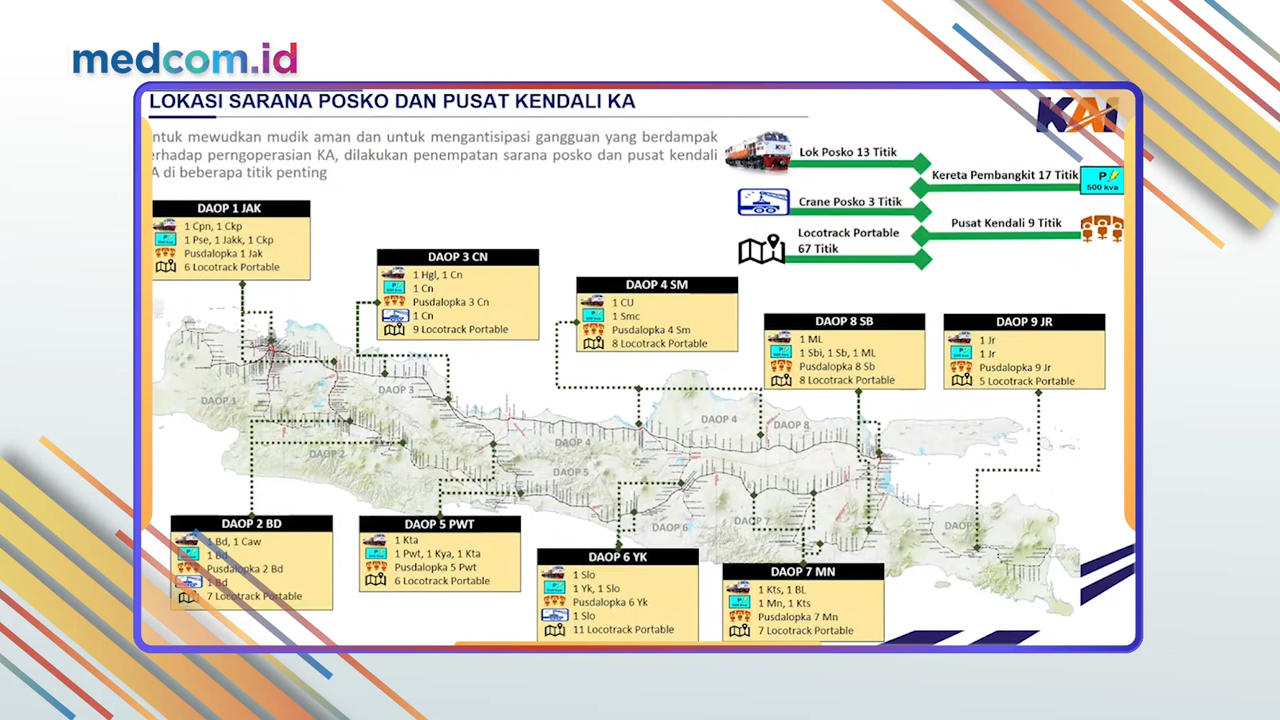 medcom.id
LOKASI SARANA POSKO DAN PUSAT KENDALI KA
KAI
ntuk mewudkan mudik aman dan untuk mengantisipasi gangguan yang berdampak
erhadap perngoperasian KA, dilakukan penempatan sarana posko dan pusat kendali
A di beberapa titik penting
Lok Posko 13 Titik
Kereta Pembangkit 17 Titik
P
500 kva
Crane Posko 3 Titik
Pusat Kendali 9 Titik
Locotrack Portable
67 Titik
DAOP 1 JAK
1 Cpn, 1 Ckp
1 Pse, 1 Jakk, 1 Ckp
Pusdalopka 1 Jak
6 Locotrack Portable
DAOP 3 CN
1 Hgl, 1 Cn
1 Cn
Pusdalopka 3 Cn
1 Cn
9 Locotrack Portable
DAOP 4 SM
1 CU
1 Smc
Pusdalopka 4 Sm
8 Locotrack Portable
DAOP 8 SB
1 ML
1 Sbi, 1 Sb, 1 ML
Pusdalopka 8 Sb
8 Locotrack Portable
DAOP 9 JR
1 Jr
1 Jr
Pusdalopka 9 Jr
5 Locotrack Portable
DAOP 1
DAOP 3
DAOP 2
DAOP 4
DAOP 5
DAOP 4
DAOP 8
DAOP 6
DAOP 7
DAOP
DAOP 2 BD
1 Bd, 1 Caw
1 Bd
Pusdalopka 2 Bd
1 Bd
7 Locotrack Portable
DAOP 5 PWT
1 Kta
1 Pwt, 1 Kya, 1 Kta
Pusdalopka 5 Pwt
6 Locotrack Portable
DAOP 6 YK
1 Slo
1 Yk, 1 Slo
Pusdalopka 6 Yk
1 Slo
11 Locotrack Portable
DAOP 7 MN
1 Kts, 1 BL
1 Mn, 1 Kts
Pusdalopka 7 Mn
7 Locotrack Portable